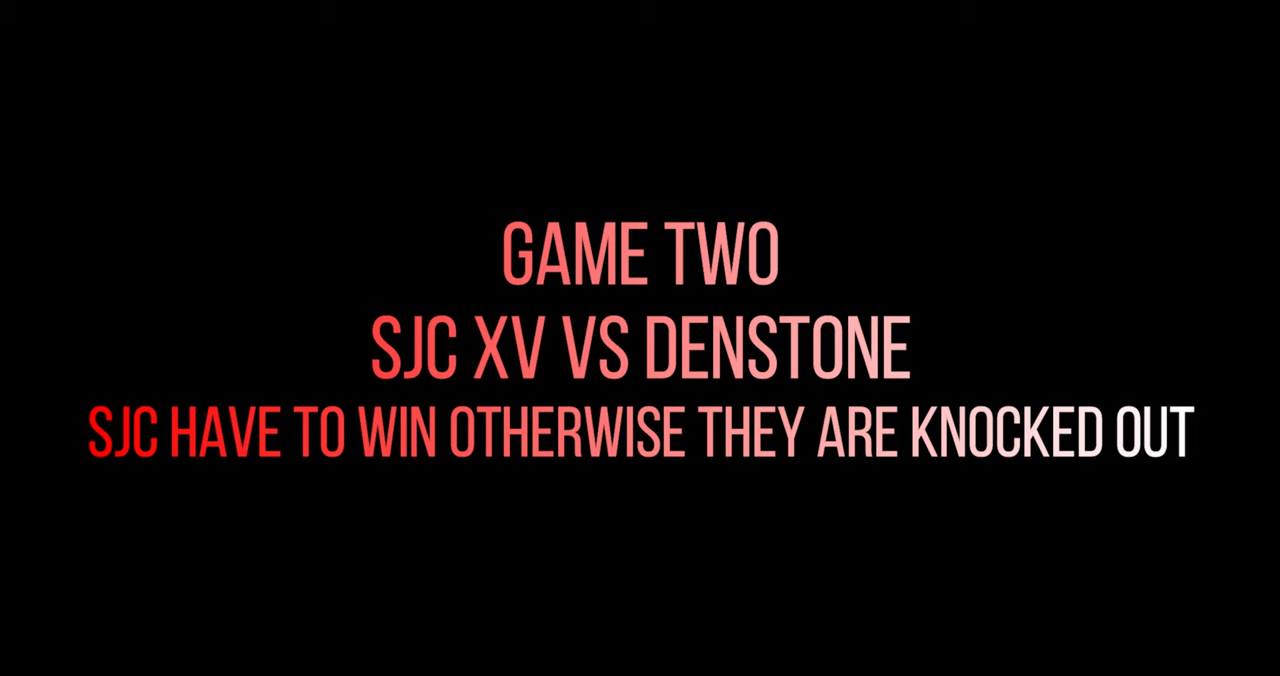 GAME TWO
SJC XV VS DENSTONE
SJC HAVE TO WIN OTHERWISE THEY ARE KNOCKED OUT